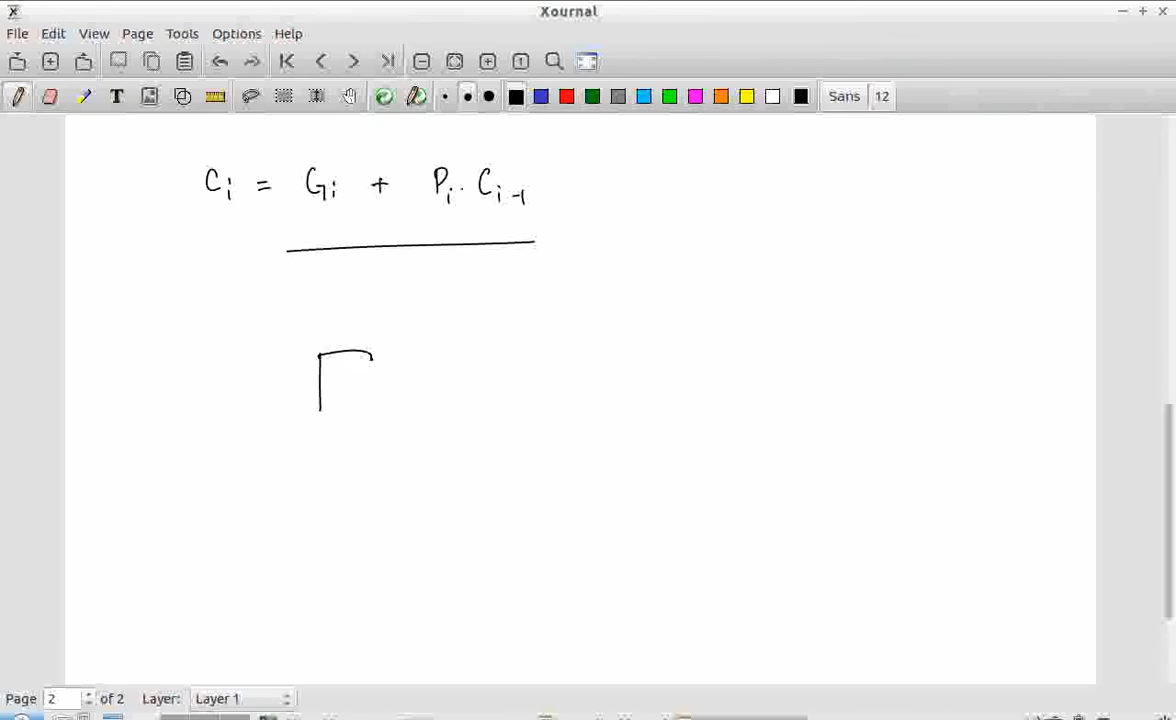 Xournal
File Edit View Page Tools Options Help
Sans 12
Ci = Gi + Pi . Ci-1
Page 2 of 2 Layer: Layer 1